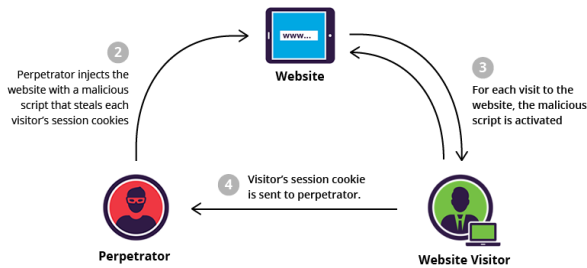 www...
Website
2
Perpetrator injects the
website with a malicious
script that steals each
visitor's session cookies
3
For each visit to the
website, the malicious
script is activated
4
Visitor's session cookie
is sent to perpetrator.
Perpetrator
Website Visitor